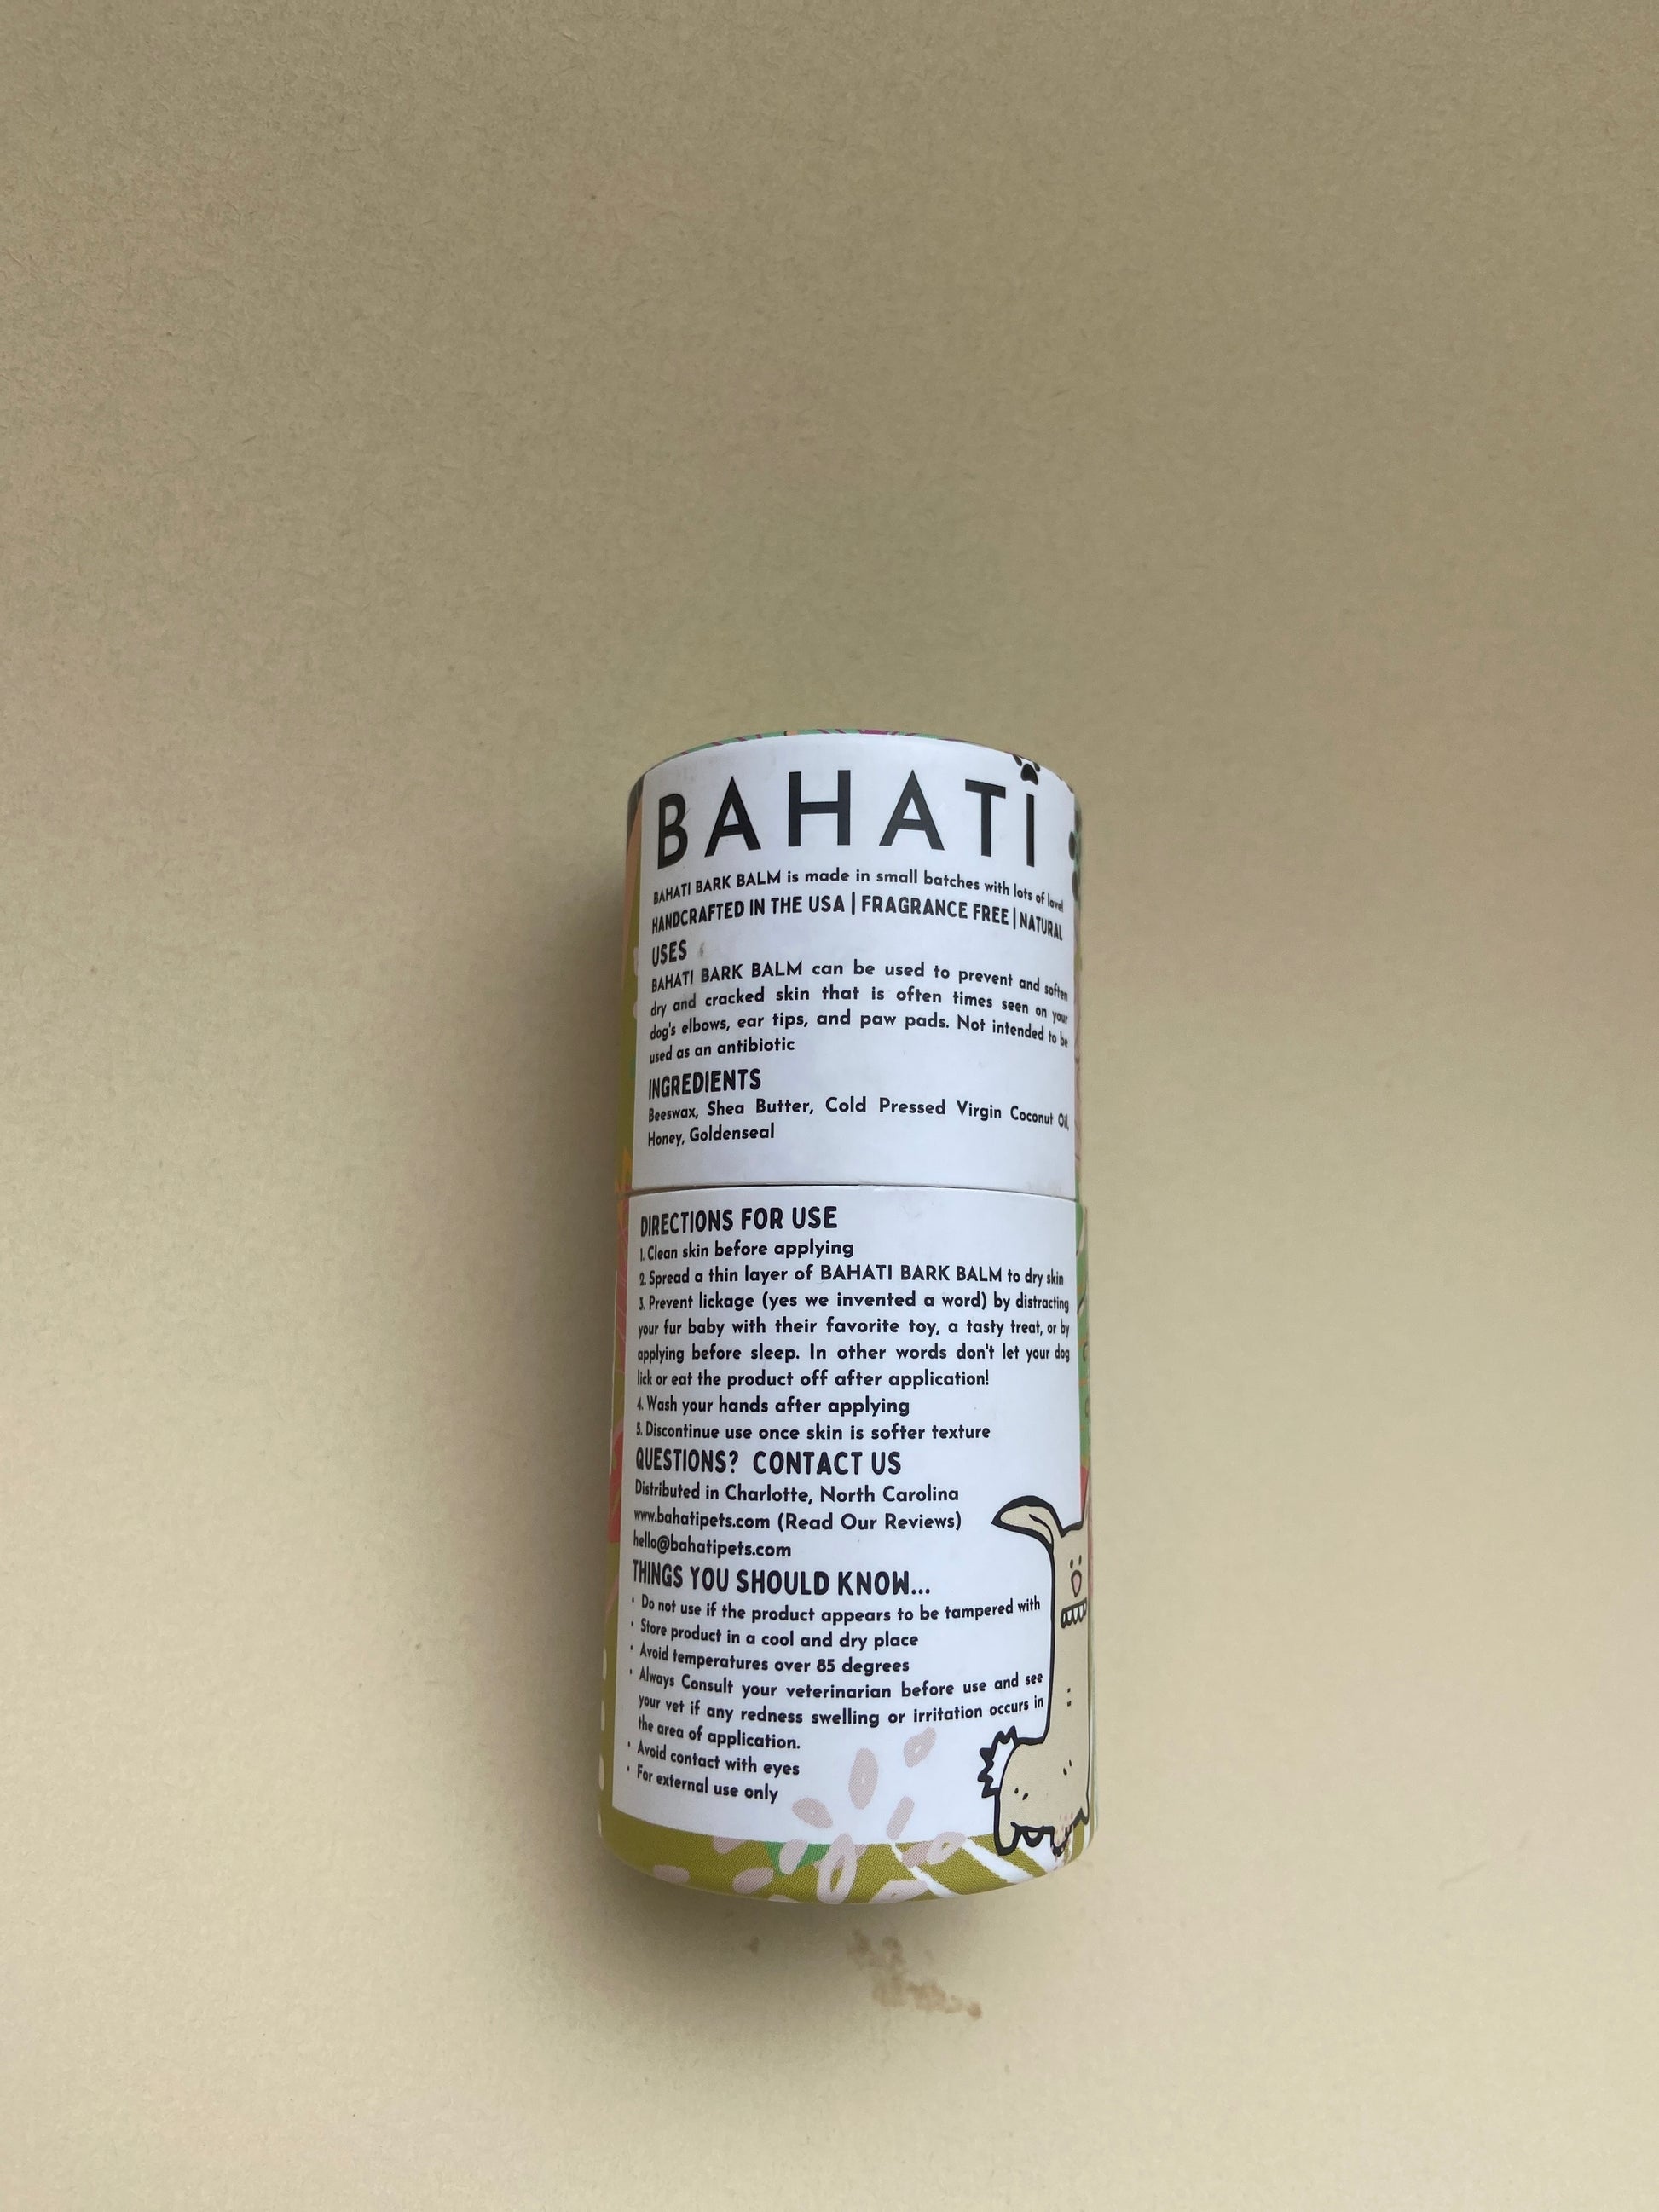 BAHATI
BAHATI BARK BALM is made in small batches with lots of love!
HANDCRAFTED IN THE USA | FRAGRANCE FREE | NATURAL
USES
BAHATI BARK BALM can be used to prevent and soften
dry and cracked skin that is often times seen on your
dog's elbows, ear tips, and paw pads. Not intended to be
used as an antibiotic
INGREDIENTS
Beeswax, Shea Butter, Cold Pressed Virgin Coconut Oil,
Honey, Goldenseal
DIRECTIONS FOR USE
1. Clean skin before applying
2. Spread a thin layer of BAHATI BARK BALM to dry skin
3. Prevent lickage (yes we invented a word) by distracting
your fur baby with their favorite toy, a tasty treat, or by
applying before sleep. In other words don't let your dog
lick or eat the product off after application!
4. Wash your hands after applying
5. Discontinue use once skin is softer texture
QUESTIONS? CONTACT US
Distributed in Charlotte, North Carolina
www.bahatipets.com (Read Our Reviews)
hello@bahatipets.com
THINGS YOU SHOULD KNOW...
· Do not use if the product appears to be tampered with
· Store product in a cool and dry place
· Avoid temperatures over 85 degrees
· Always Consult your veterinarian before use and see
your vet if any redness swelling or irritation occurs in
the area of application.
· Avoid contact with eyes
· For external use only